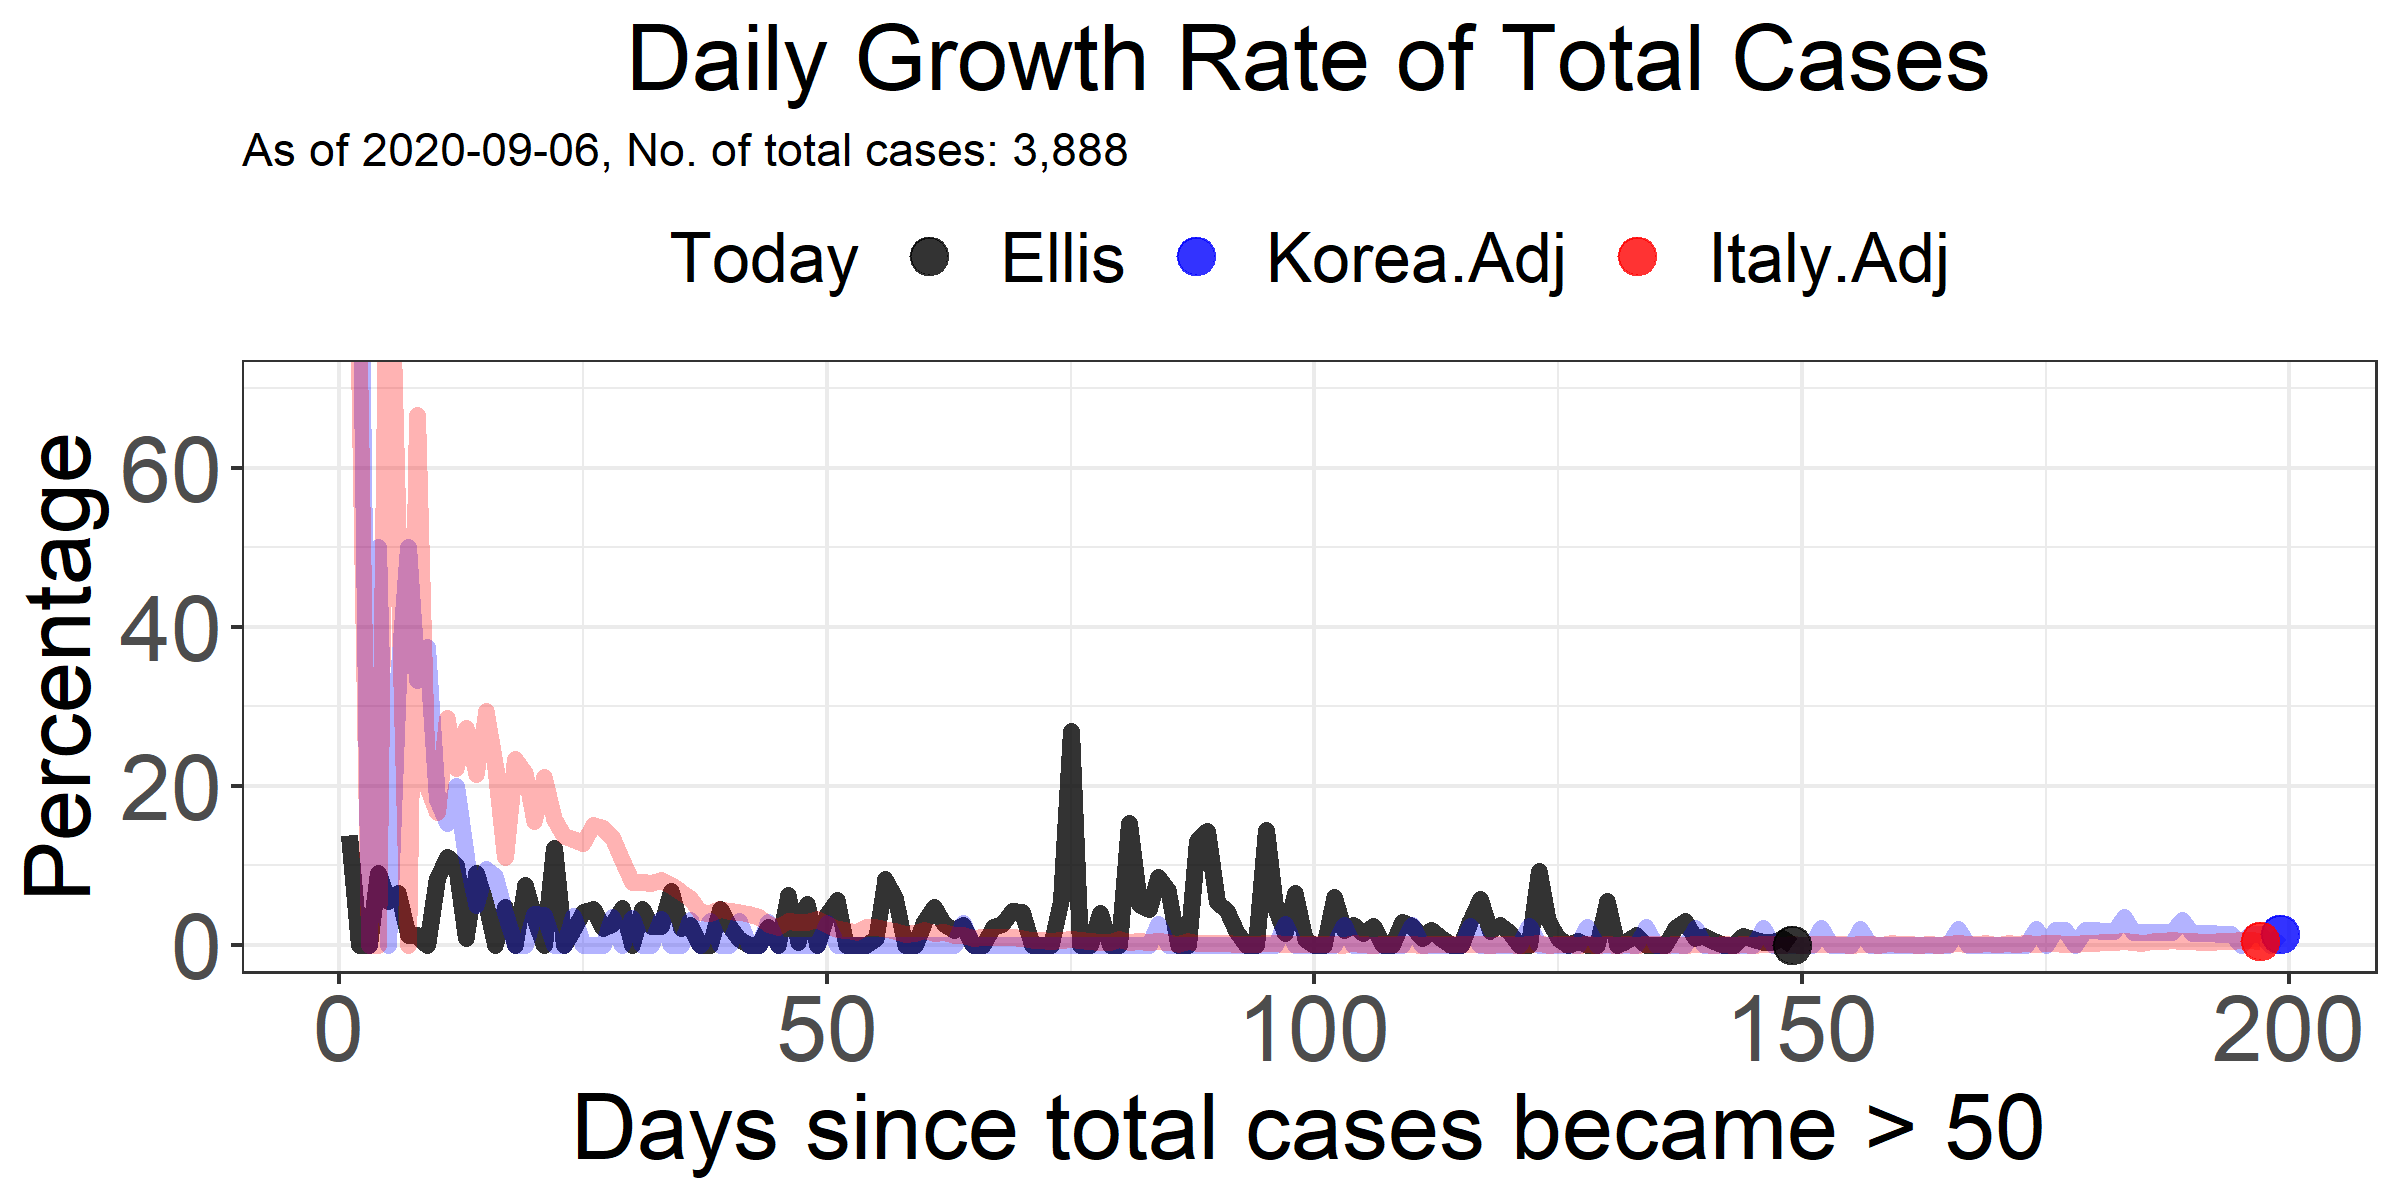 Daily Growth Rate of Total Cases
As of 2020-09-06, No. of total cases: 3,888
Today Ellis Korea.Adj Italy.Adj
Percentage
60
40
20
0
0 50 100 150 200
Days since total cases became > 50